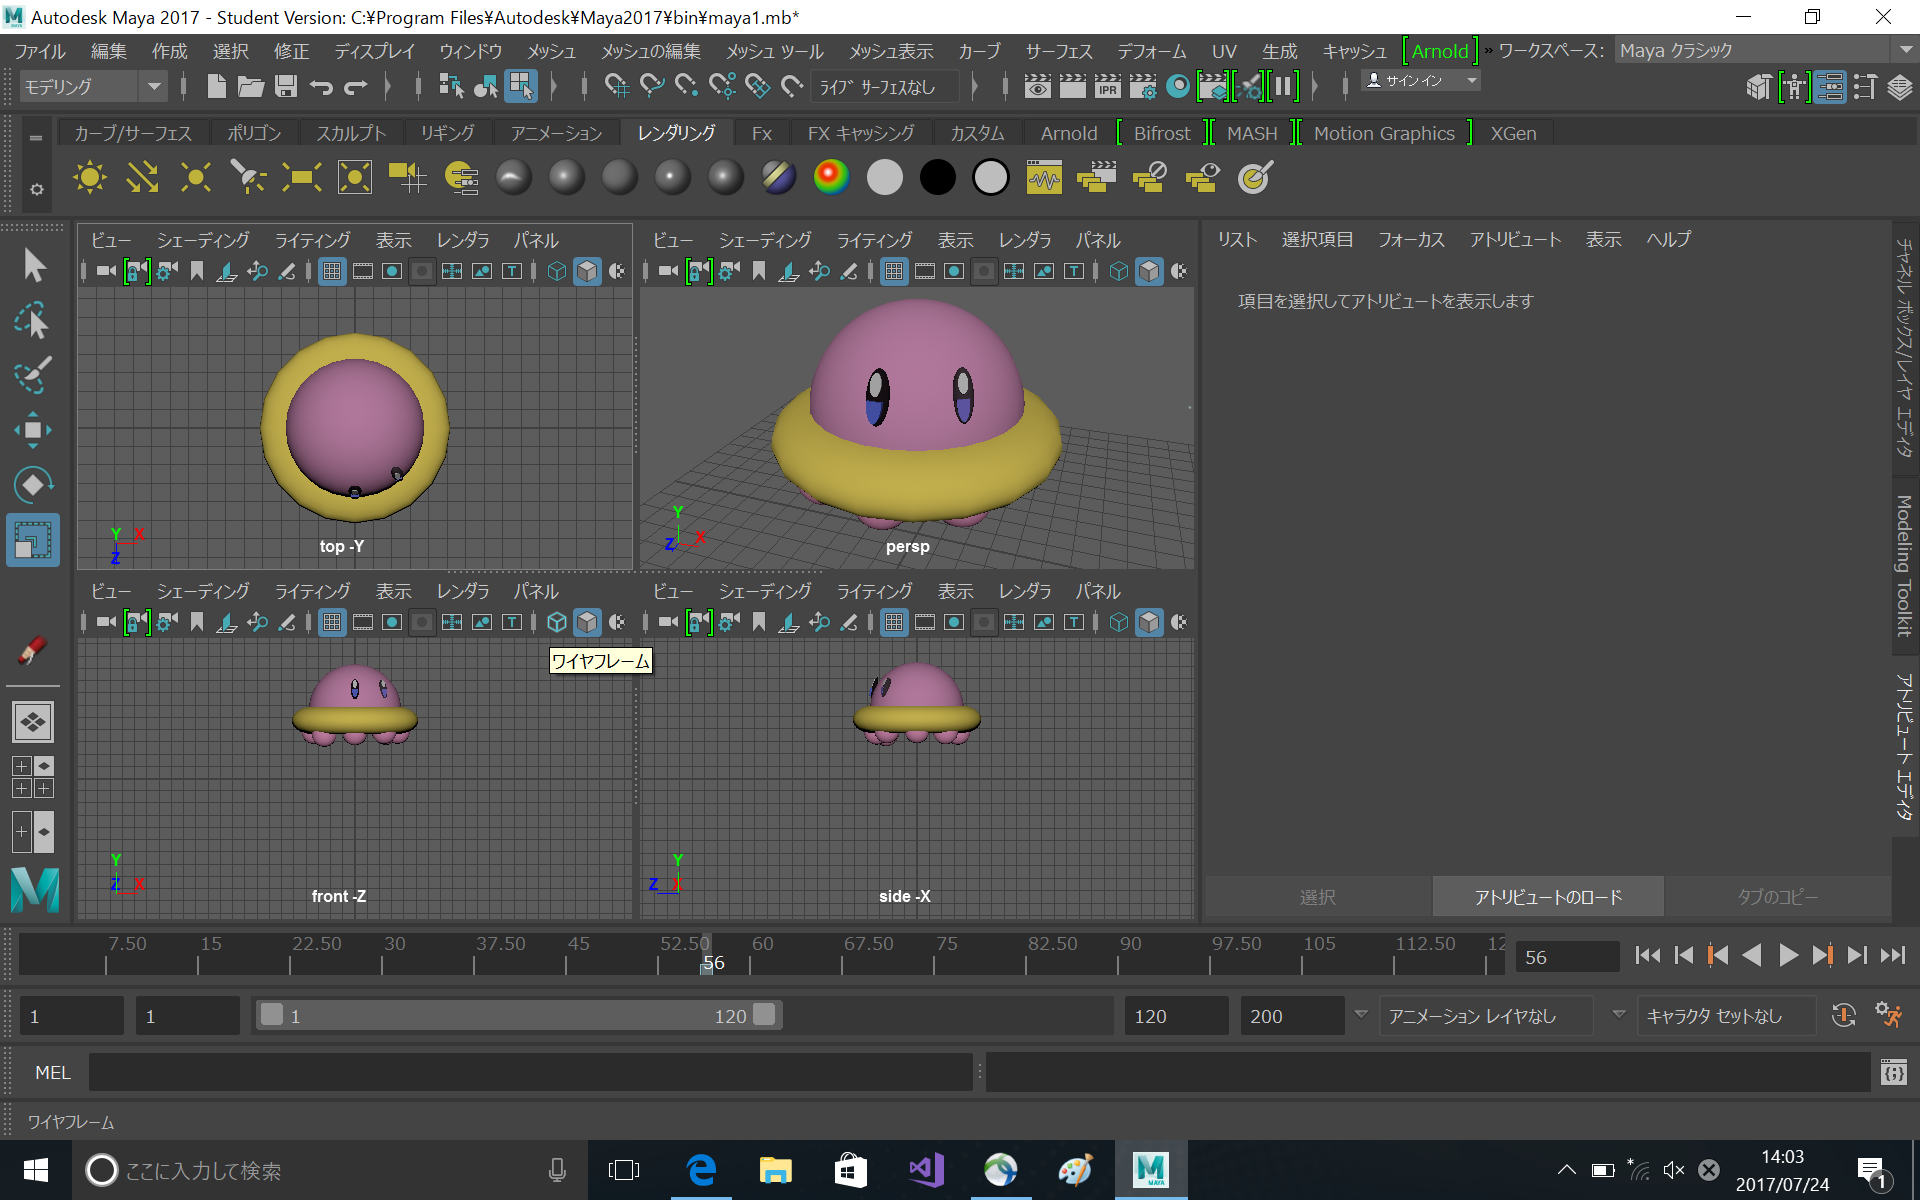 Autodesk Maya 2017 - Student Version: C:¥Program Files¥Autodesk¥Maya2017¥bin¥maya1.mb*
ファイル 編集 作成 選択 修正 ディスプレイ ウィンドウ メッシュ メッシュの編集 メッシュ ツール メッシュ表示 カーブ サーフェス デフォーム UV 生成 キャッシュ [Arnold] » ワークスペース: Maya クラシック
モデリング ライブ サーフェスなし IPR サインイン
カーブ/サーフェス ポリゴン スカルプト リギング アニメーション レンダリング Fx FX キャッシング カスタム Arnold [ Bifrost ][ MASH ][ Motion Graphics ] XGen
ビュー シェーディング ライティング 表示 レンダラ パネル
ビュー シェーディング ライティング 表示 レンダラ パネル
リスト 選択項目 フォーカス アトリビュート 表示 ヘルプ
項目を選択してアトリビュートを表示します
チャネル ボックス/レイヤ エディタ
Modeling Toolkit
アトリビュート エディタ
Y X
Z
top -Y
Y
Z X
persp
ビュー シェーディング ライティング 表示 レンダラ パネル
ビュー シェーディング ライティング 表示 レンダラ パネル
ワイヤフレーム
Y
Z X
front -Z
Y
Z X
side -X
選択 アトリビュートのロード タブのコピー
7.50 15 22.50 30 37.50 45 52.50 60 67.50 75 82.50 90 97.50 105 112.50 12
56
56
1 1 1 120 120 200 アニメーション レイヤなし キャラクタ セットなし
MEL
ワイヤフレーム
ここに入力して検索
MAYA
14:03
2017/07/24
1